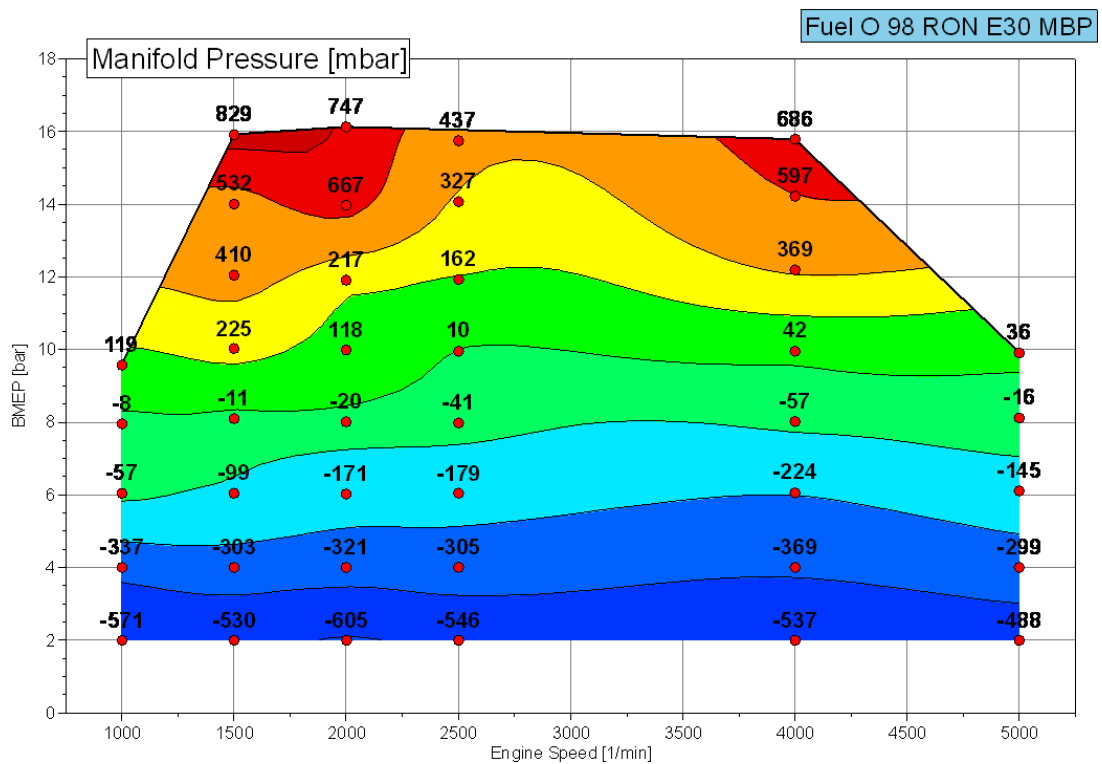 Fuel O 98 RON E30 MBP
Manifold Pressure [mbar]
18
829 747 437 686
16
532 667 327 597
14
410 217 162 369
12
119 225 118 10 42 36
10
-8 -11 -20 -41 -57 -16
8
-57 -99 -171 -179 -224 -145
6
-337 -303 -321 -305 -369 -299
4
-571 -530 -605 -546 -537 -488
2
0
BMEP [bar]
1000 1500 2000 2500 3000 3500 4000 4500 5000
Engine Speed [1/min]